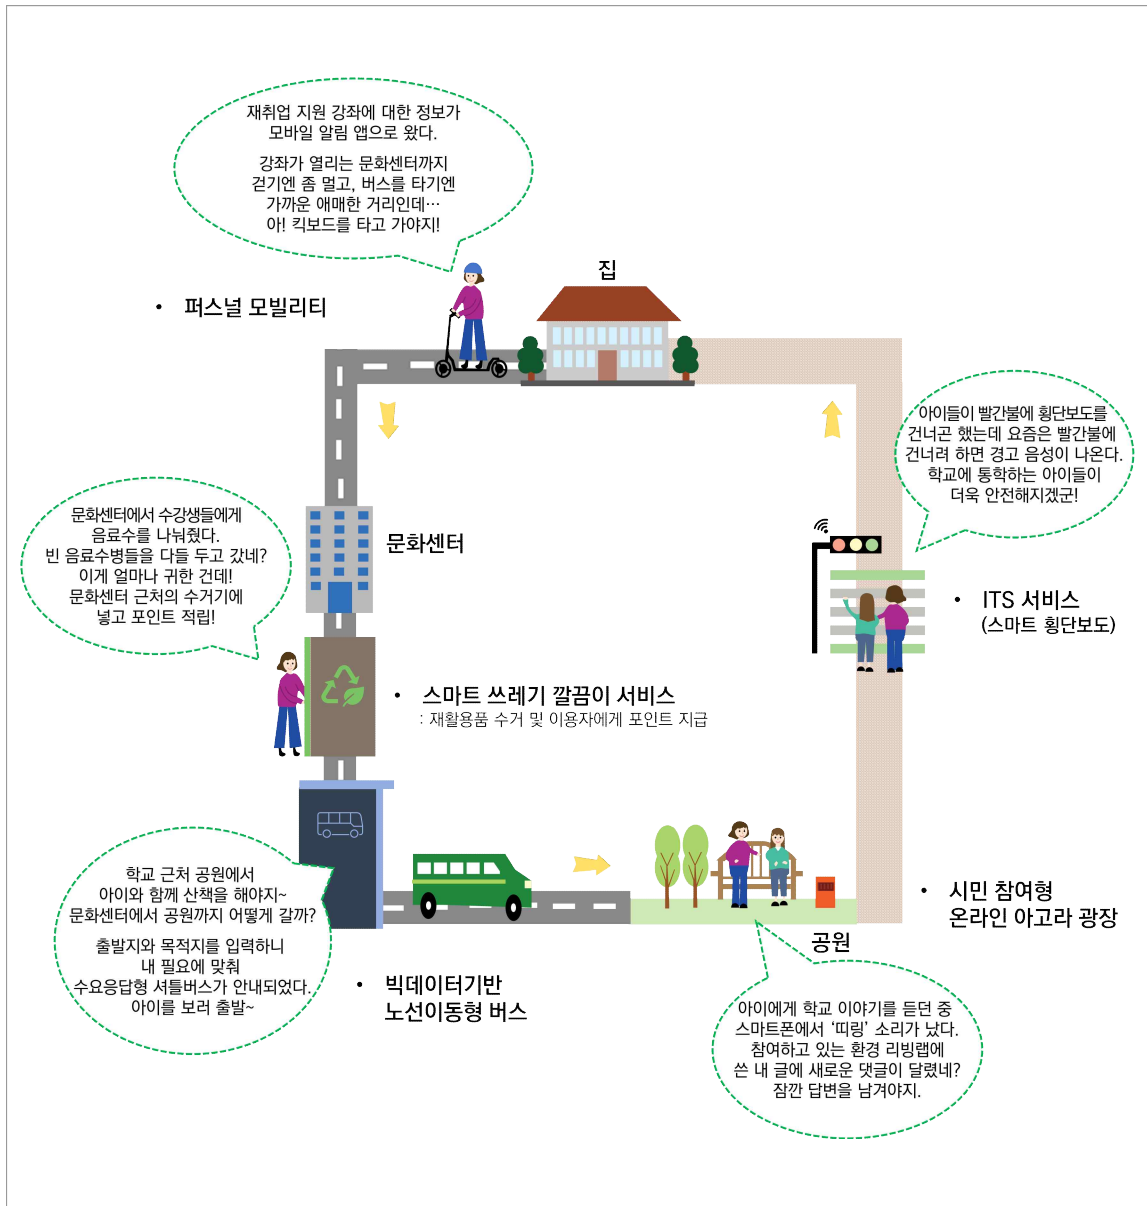 재취업 지원 강좌에 대한 정보가
모바일 알림 앱으로 왔다.
강좌가 열리는 문화센터까지
걷기엔 좀 멀고, 버스를 타기엔
가까운 애매한 거리인데…
아! 킥보드를 타고 가야지!
집
• 퍼스널 모빌리티
아이들이 빨간불에 횡단보도를
건너곤 했는데 요즘은 빨간불에
건너려 하면 경고 음성이 나온다.
학교에 통학하는 아이들이
더욱 안전해지겠군!
문화센터에서 수강생들에게
음료수를 나눠줬다.
빈 음료수병들을 다들 두고 갔네?
이게 얼마나 귀한 건데!
문화센터 근처의 수거기에
넣고 포인트 적립!
문화센터
• ITS 서비스
(스마트 횡단보도)
• 스마트 쓰레기 깔끔이 서비스
: 재활용품 수거 및 이용자에게 포인트 지급
학교 근처 공원에서
아이와 함께 산책을 해야지~
문화센터에서 공원까지 어떻게 갈까?
출발지와 목적지를 입력하니
내 필요에 맞춰
수요응답형 셔틀버스가 안내되었다.
아이를 보러 출발~
• 빅데이터기반
노선이동형 버스
• 시민 참여형
온라인 아고라 광장
공원
아이에게 학교 이야기를 듣던 중
스마트폰에서 ‘띠링’ 소리가 났다.
참여하고 있는 환경 리빙랩에
쓴 내 글에 새로운 댓글이 달렸네?
잠깐 답변을 남겨야지.